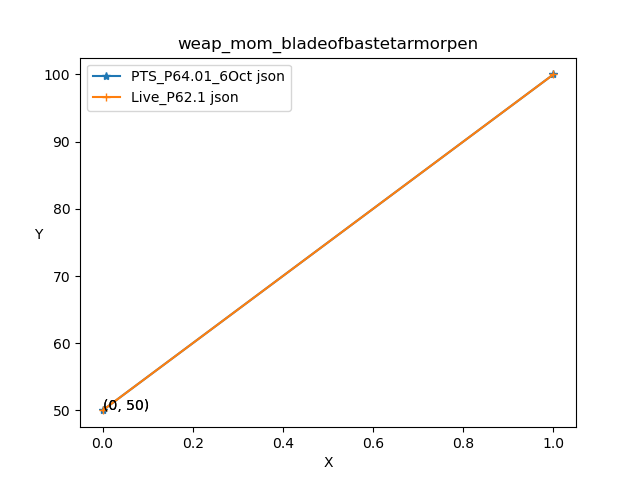 weap_mom_bladeofbastetarmorpen
PTS_P64.01_6Oct json
Live_P62.1 json
100
90
80
Y
70
60
50
(0, 50)
0.0 0.2 0.4 0.6 0.8 1.0
X